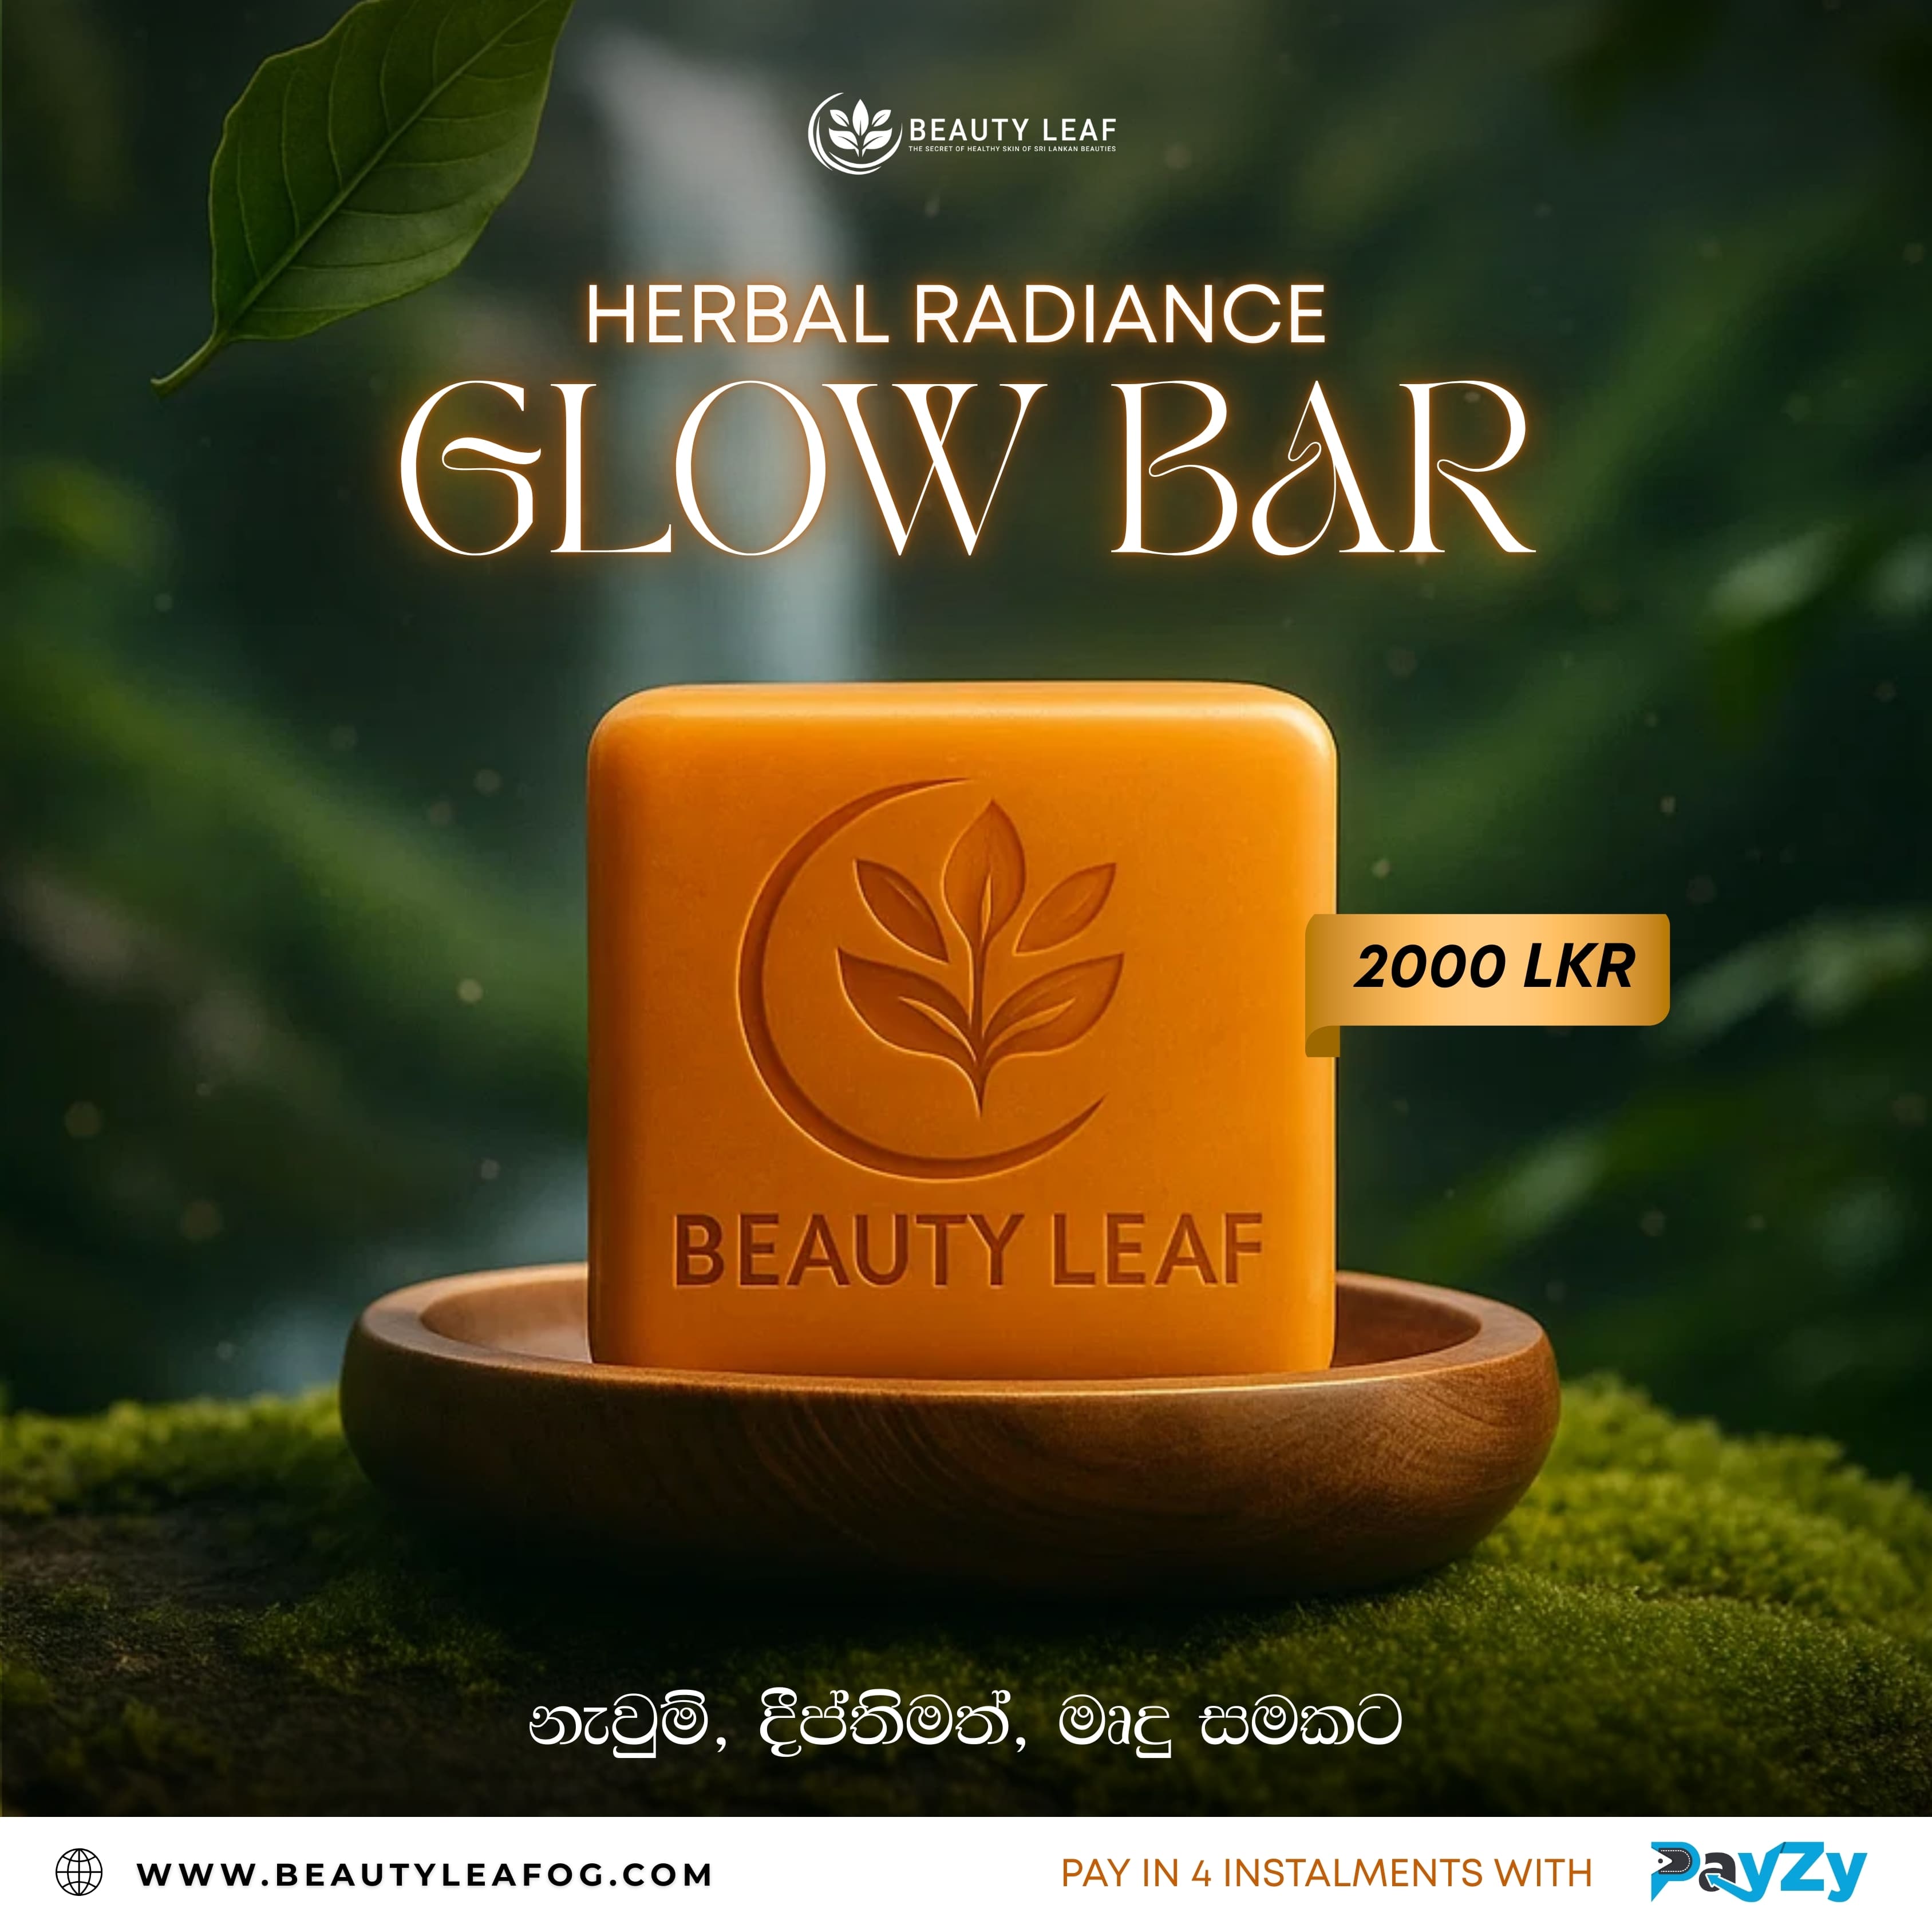 BEAUTY LEAF
THE SECRET OF HEALTHY SKIN OF SRI LANKAN BEAUTIES
HERBAL RADIANCE
GLOW BAR
2000 LKR
BEAUTY LEAF
නැවුම්, දීප්තිමත්, මෘදු සමකට
WWW.BEAUTYLEAFOG.COM
PAY IN 4 INSTALMENTS WITH PayZy